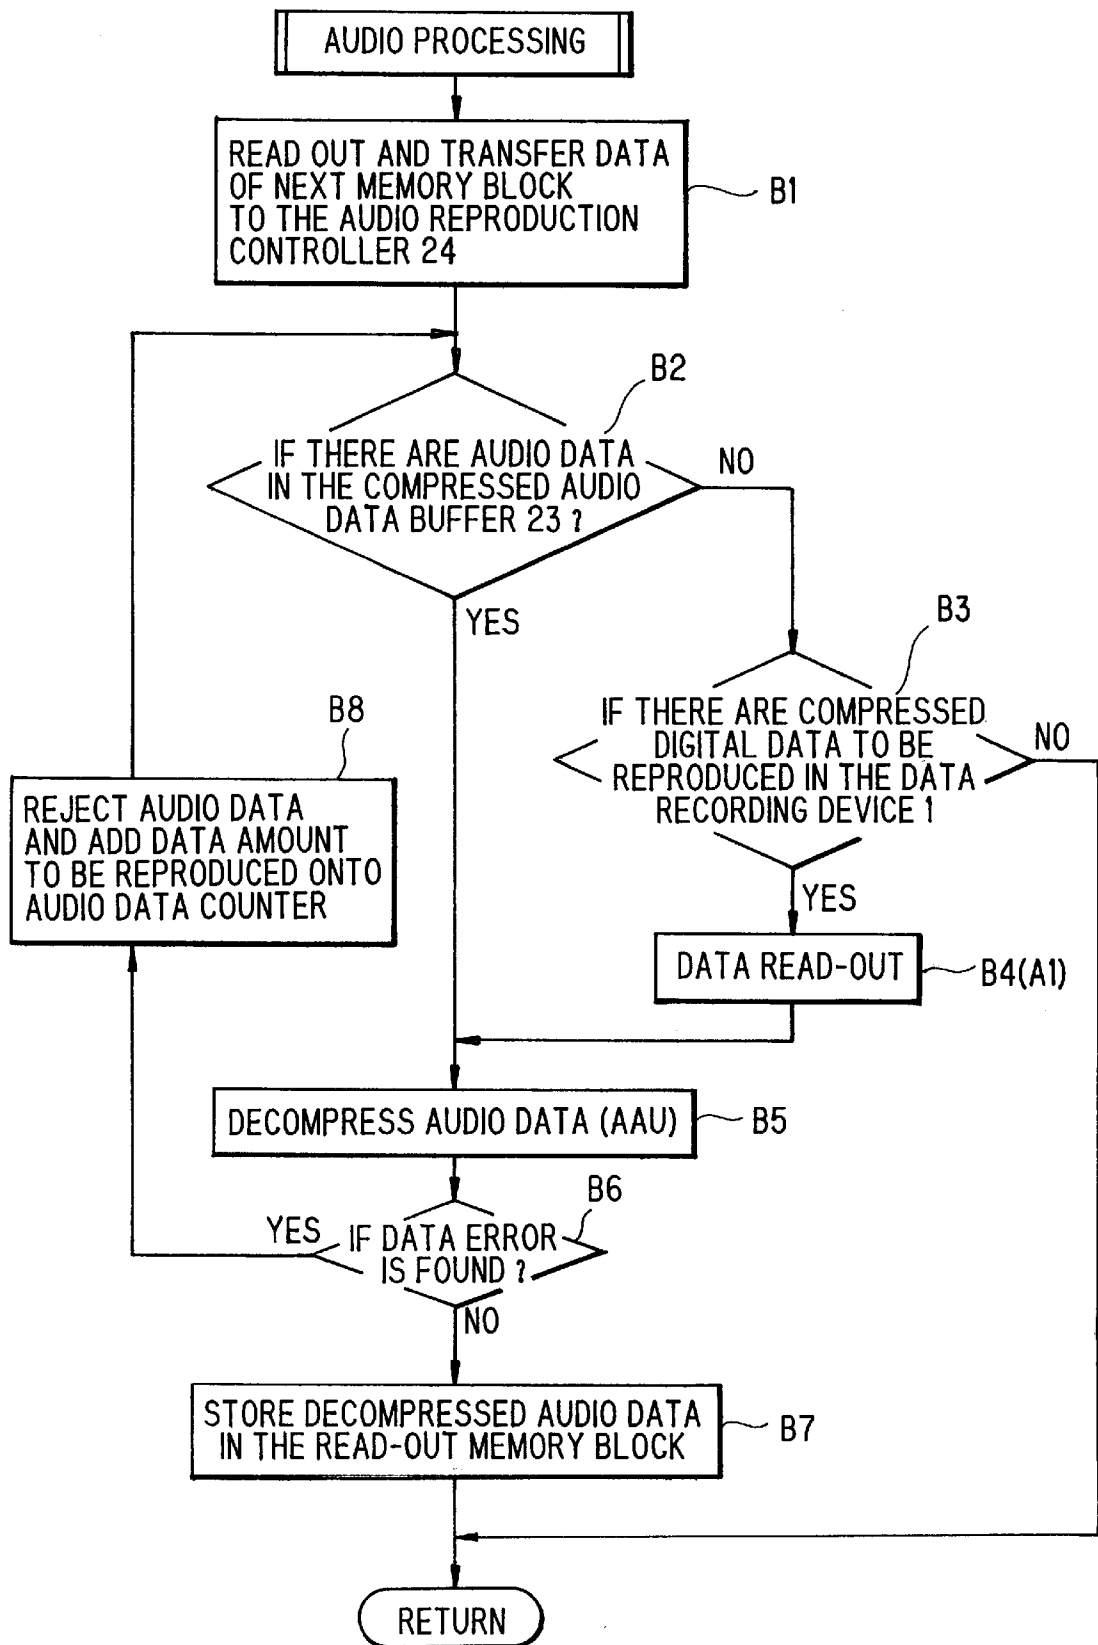 AUDIO PROCESSING
READ OUT AND TRANSFER DATA
OF NEXT MEMORY BLOCK
TO THE AUDIO REPRODUCTION
CONTROLLER 24
B1
B2
IF THERE ARE AUDIO DATA
IN THE COMPRESSED AUDIO
DATA BUFFER 23 ?
NO
YES
B3
IF THERE ARE COMPRESSED
DIGITAL DATA TO BE
REPRODUCED IN THE DATA
RECORDING DEVICE 1
NO
YES
B8
REJECT AUDIO DATA
AND ADD DATA AMOUNT
TO BE REPRODUCED ONTO
AUDIO DATA COUNTER
DATA READ-OUT
B4(A1)
DECOMPRESS AUDIO DATA (AAU)
B5
B6
YES
IF DATA ERROR
IS FOUND ?
NO
STORE DECOMPRESSED AUDIO DATA
IN THE READ-OUT MEMORY BLOCK
B7
RETURN